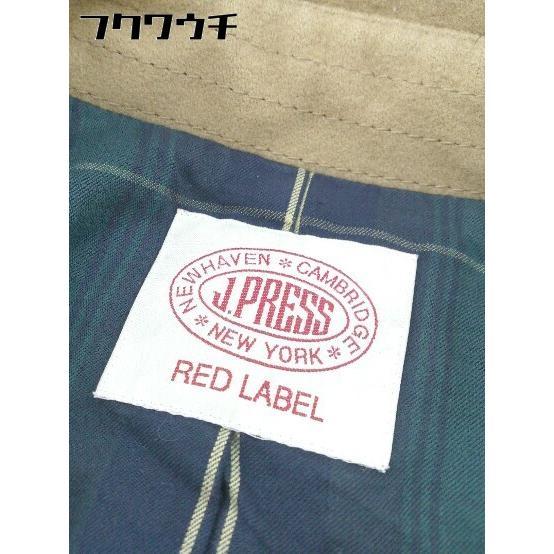 フクワウチ
NEWHAVEN * CAMBRIDGE
J.PRESS
* NEW YORK *
RED LABEL